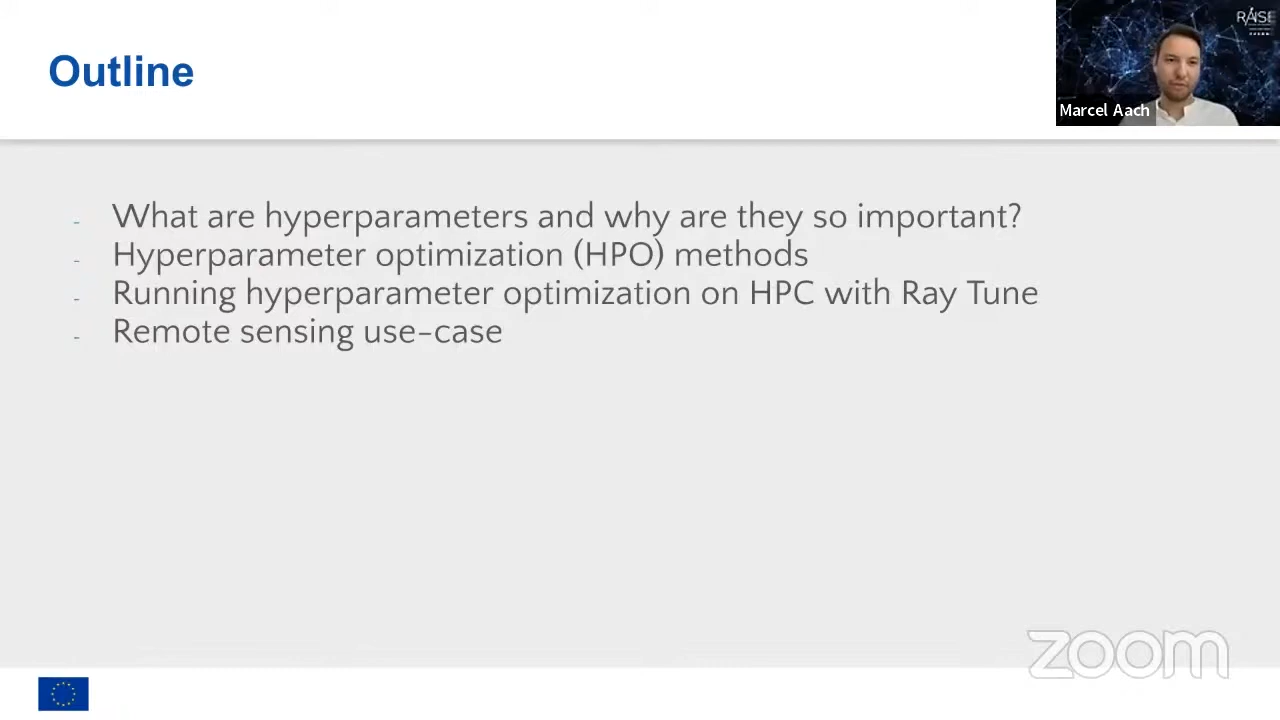 Outline
RAISE
Marcel Aach
- What are hyperparameters and why are they so important?
- Hyperparameter optimization (HPO) methods
- Running hyperparameter optimization on HPC with Ray Tune
- Remote sensing use-case
zoom